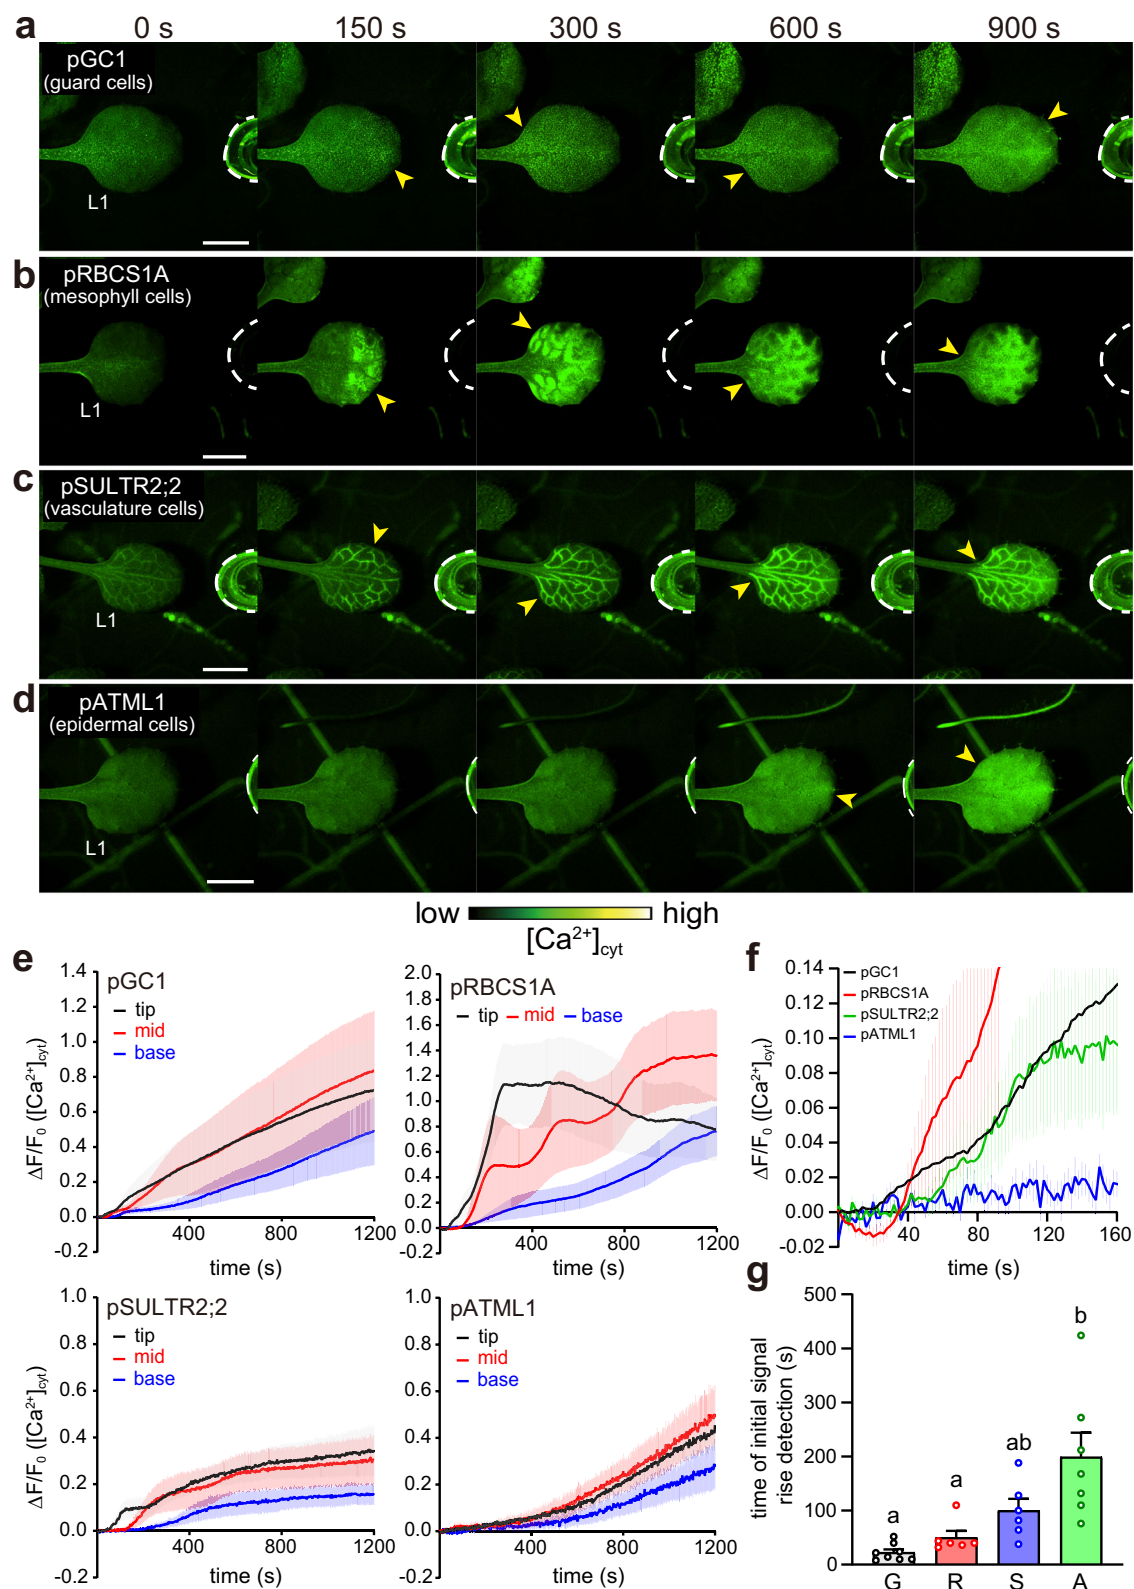 a 0 s 150 s 300 s 600 s 900 s
pGC1
(guard cells)
L1
b
pRBCS1A
(mesophyll cells)
L1
c
pSULTR2;2
(vasculature cells)
L1
d
pATML1
(epidermal cells)
L1
low high
[Ca²⁺]cyt
e
ΔF/F₀ ([Ca²⁺]cyt)
pGC1
tip
mid
base
1.4
1.2
1.0
0.8
0.6
0.4
0.2
0.0
-0.2
400 800 1200
time (s)
pRBCS1A
tip mid base
2.0
1.8
1.6
1.4
1.2
1.0
0.8
0.6
0.4
0.2
0.0
-0.2
400 800 1200
time (s)
f
ΔF/F₀ ([Ca²⁺]cyt)
pGC1
pRBCS1A
pSULTR2;2
pATML1
0.14
0.12
0.10
0.08
0.06
0.04
0.02
0.00
-0.02
40 80 120 160
time (s)
ΔF/F₀ ([Ca²⁺]cyt)
pSULTR2;2
tip
mid
base
1.0
0.8
0.6
0.4
0.2
0.0
-0.2
400 800 1200
time (s)
pATML1
tip
mid
base
1.0
0.8
0.6
0.4
0.2
0.0
-0.2
400 800 1200
time (s)
g
time of initial signal
rise detection (s)
500
400
300
200
100
0
a a ab b
G R S A